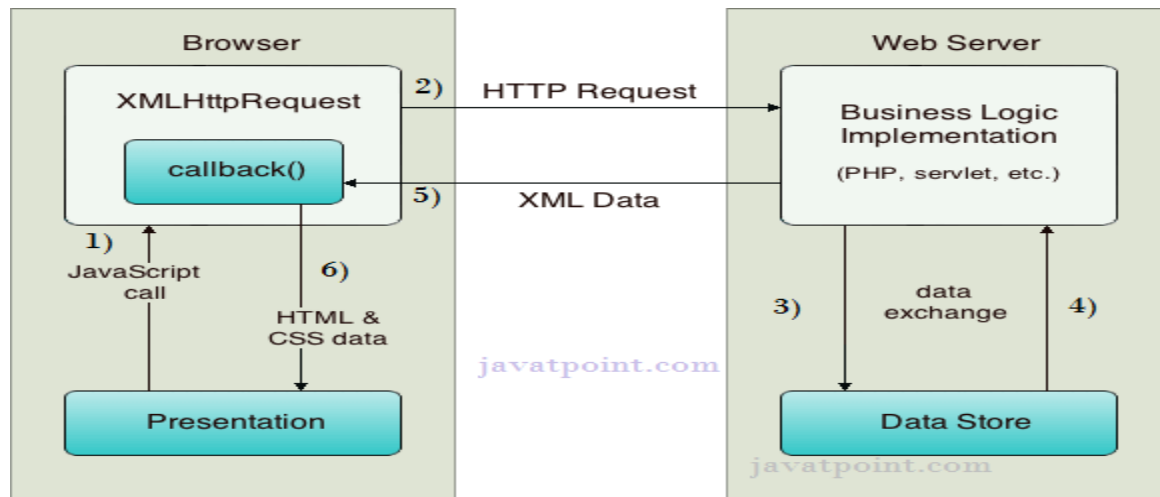 Browser
XMLHttpRequest
callback()
1)
JavaScript
call
6)
HTML &
CSS data
Presentation
2)
HTTP Request
5)
XML Data
javatpoint.com
Web Server
Business Logic
Implementation
(PHP, servlet, etc.)
3)
data
exchange
4)
Data Store
javatpoint.com